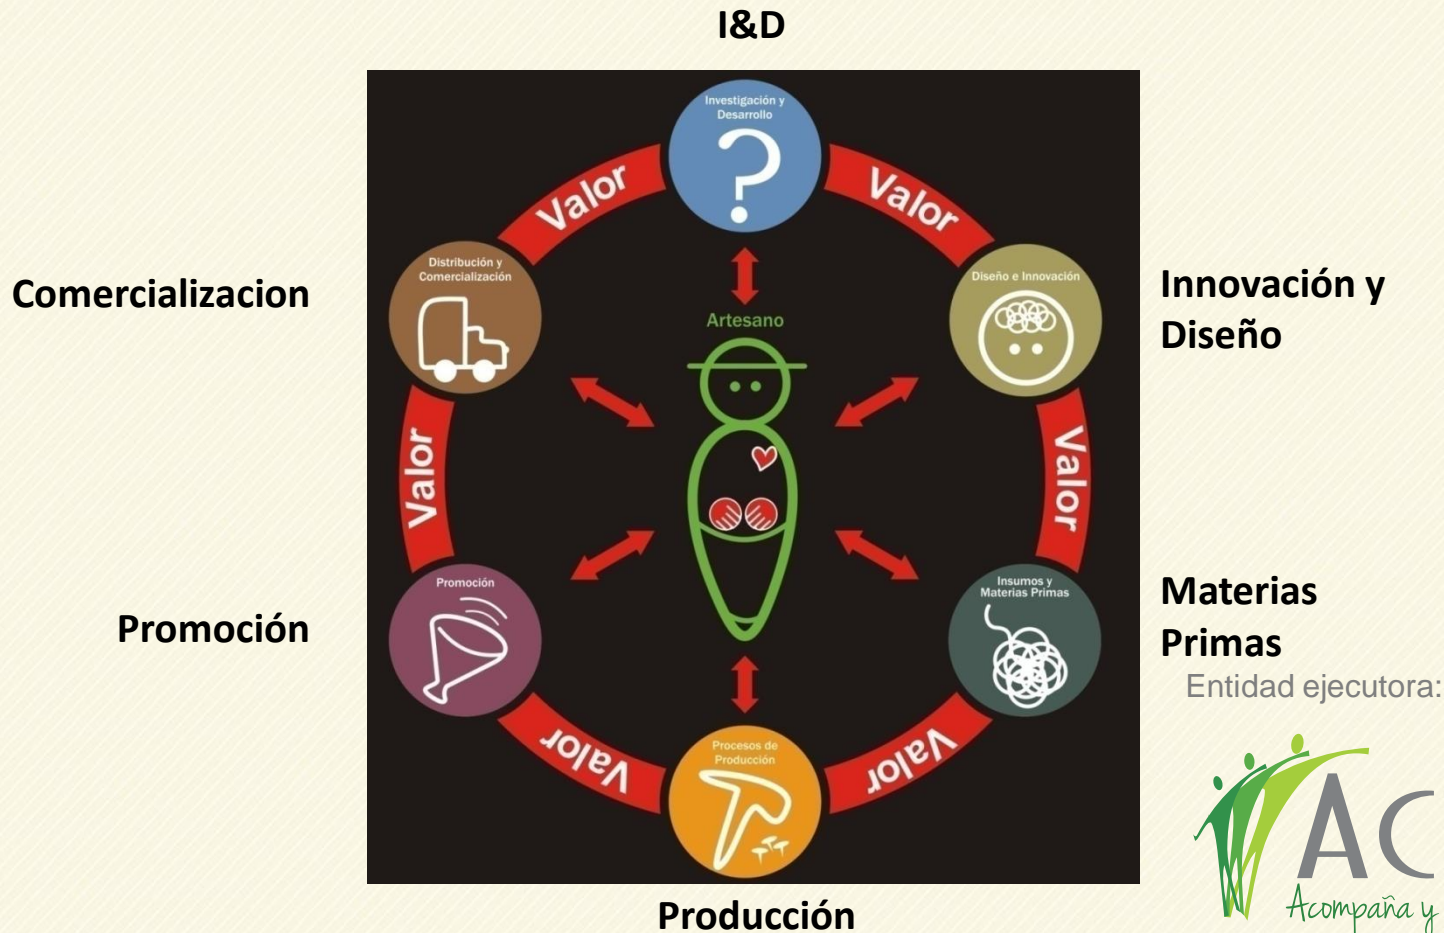 I&D
Investigación y
Desarrollo
Valor
Valor
Distribución y
Comercialización
Diseño e Innovación
Comercializacion
Innovación y
Diseño
Artesano
Valor
Valor
Promoción
Insumos y
Materias Primas
Promoción
Materias
Primas
Entidad ejecutora:
Valor
Valor
Procesos de
Producción
AC
Acompaña y
Producción